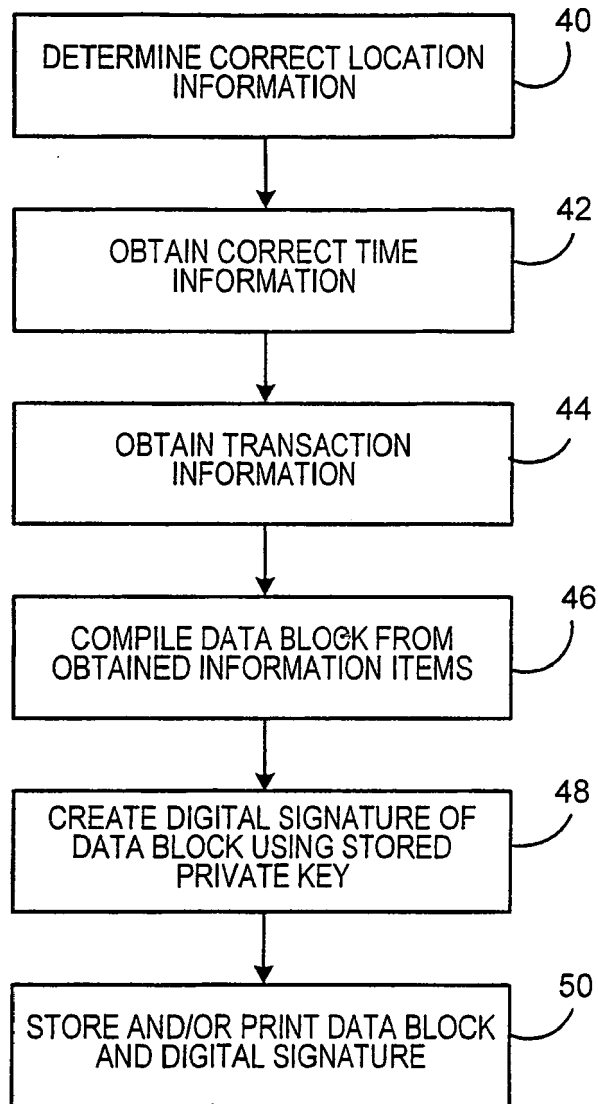 40
DETERMINE CORRECT LOCATION
INFORMATION
42
OBTAIN CORRECT TIME
INFORMATION
44
OBTAIN TRANSACTION
INFORMATION
46
COMPILE DATA BLOCK FROM
OBTAINED INFORMATION ITEMS
48
CREATE DIGITAL SIGNATURE OF
DATA BLOCK USING STORED
PRIVATE KEY
50
STORE AND/OR PRINT DATA BLOCK
AND DIGITAL SIGNATURE